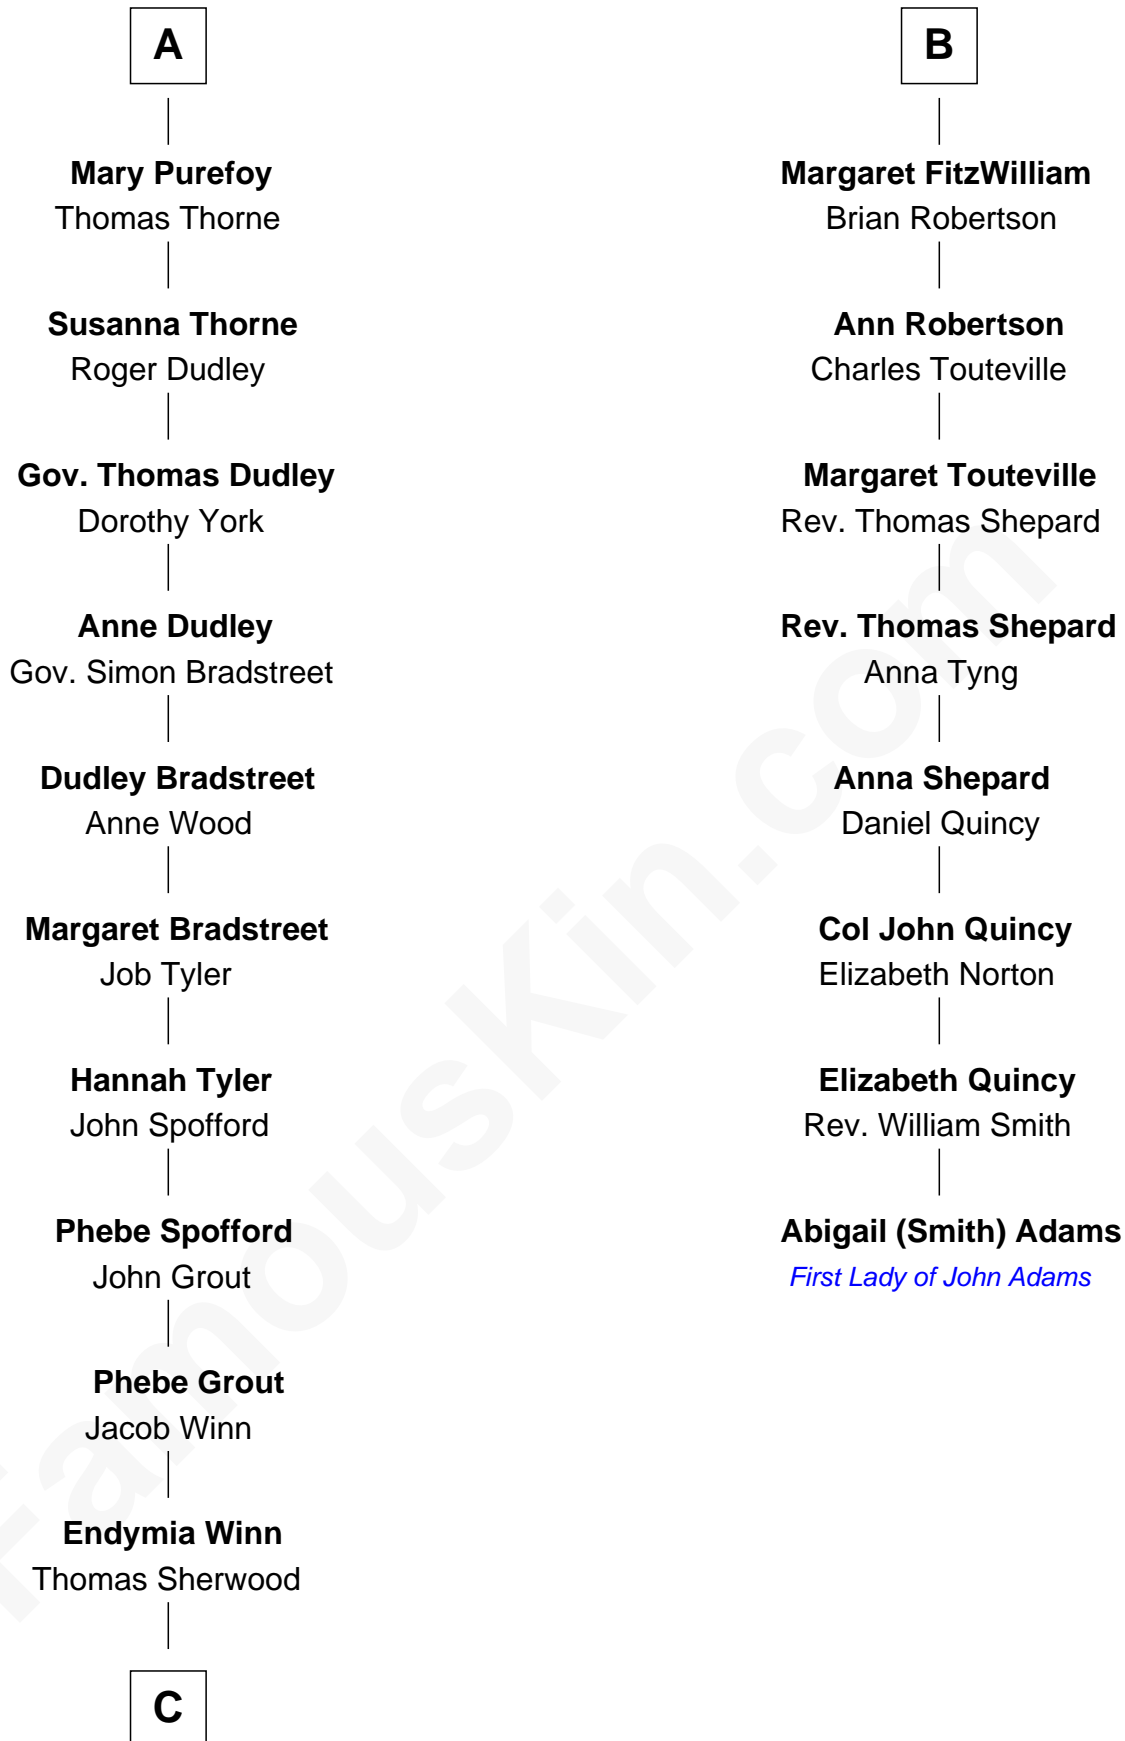 A
Mary Purefoy
Thomas Thorne
Susanna Thorne
Roger Dudley
Gov. Thomas Dudley
Dorothy York
Anne Dudley
Gov. Simon Bradstreet
Dudley Bradstreet
Anne Wood
Margaret Bradstreet
Job Tyler
Hannah Tyler
John Spofford
Phebe Spofford
John Grout
Phebe Grout
Jacob Winn
Endymia Winn
Thomas Sherwood
C
B
Margaret FitzWilliam
Brian Robertson
Ann Robertson
Charles Touteville
Margaret Touteville
Rev. Thomas Shepard
Rev. Thomas Shepard
Anna Tyng
Anna Shepard
Daniel Quincy
Col John Quincy
Elizabeth Norton
Elizabeth Quincy
Rev. William Smith
Abigail (Smith) Adams
First Lady of John Adams
FamousKin.com